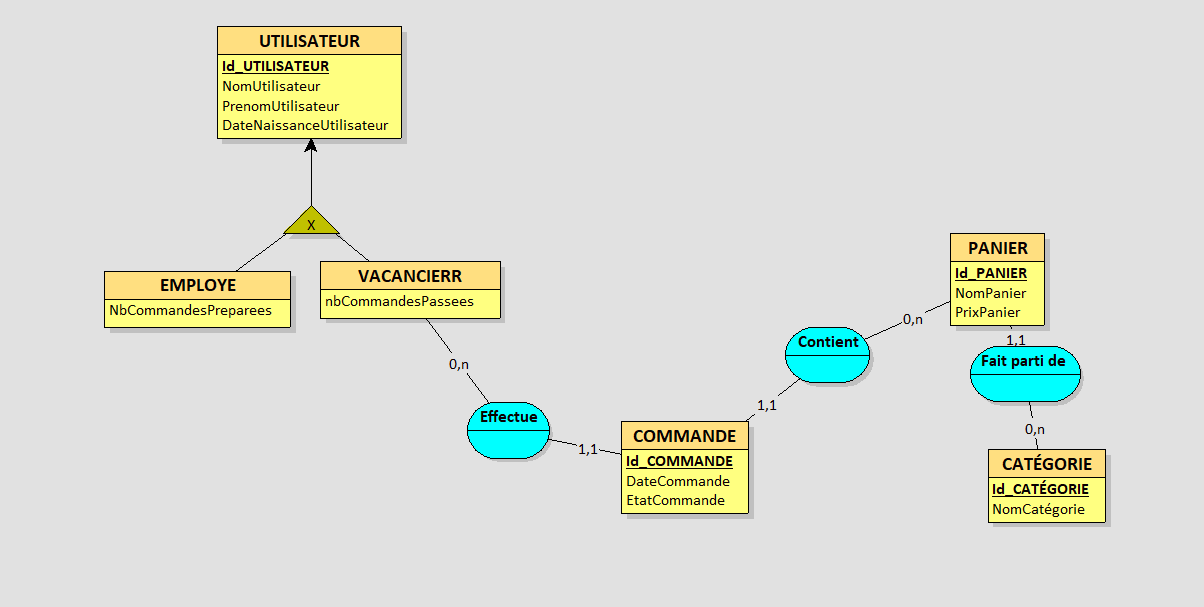 UTILISATEUR
Id_UTILISATEUR
NomUtilisateur
PrenomUtilisateur
DateNaissanceUtilisateur
X
EMPLOYE
NbCommandesPreparees
VACANCIERR
nbCommandesPassees
0,n
Effectue
1,1
COMMANDE
Id_COMMANDE
DateCommande
EtatCommande
1,1
Contient
0,n
PANIER
Id_PANIER
NomPanier
PrixPanier
1,1
Fait parti de
0,n
CATÉGORIE
Id_CATÉGORIE
NomCatégorie